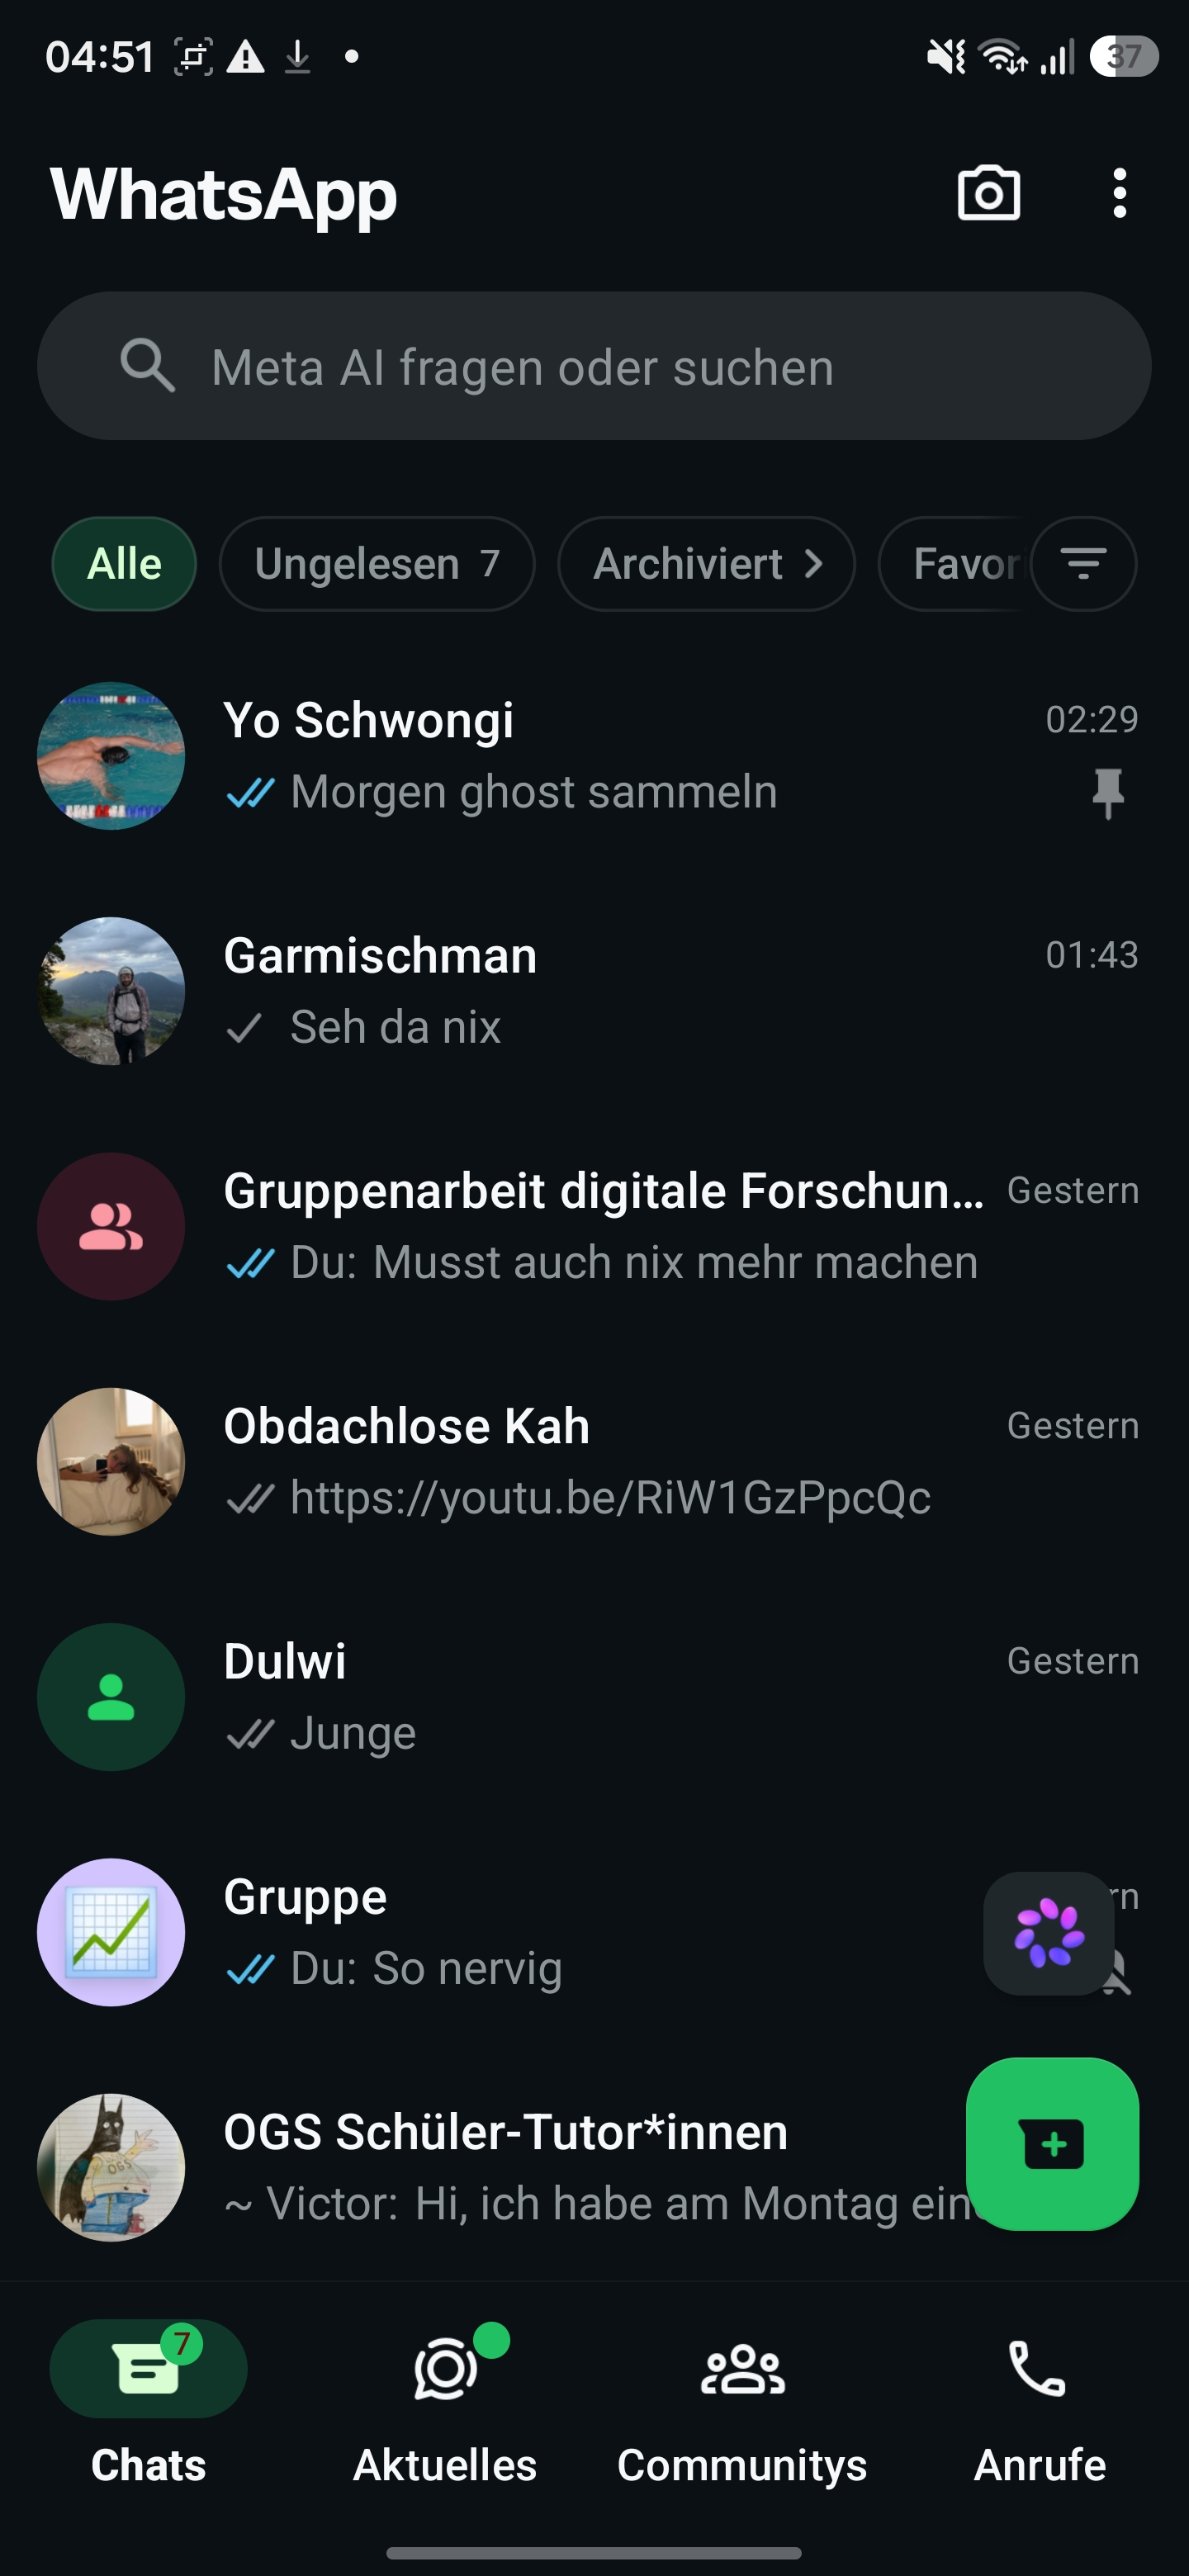 04:51
37
WhatsApp
Meta AI fragen oder suchen
Alle
Ungelesen 7
Archiviert
Favor
Yo Schwongi
02:29
Morgen ghost sammeln
Garmischman
01:43
Seh da nix
Gruppenarbeit digitale Forschun...
Gestern
Du: Musst auch nix mehr machen
Obdachlose Kah
Gestern
https://youtu.be/RiW1GzPpcQc
Dulwi
Gestern
Junge
Gruppe
rn
Du: So nervig
OGS Schüler-Tutor*innen
~ Victor: Hi, ich habe am Montag ein
OGS
7
Chats
Aktuelles
Communitys
Anrufe